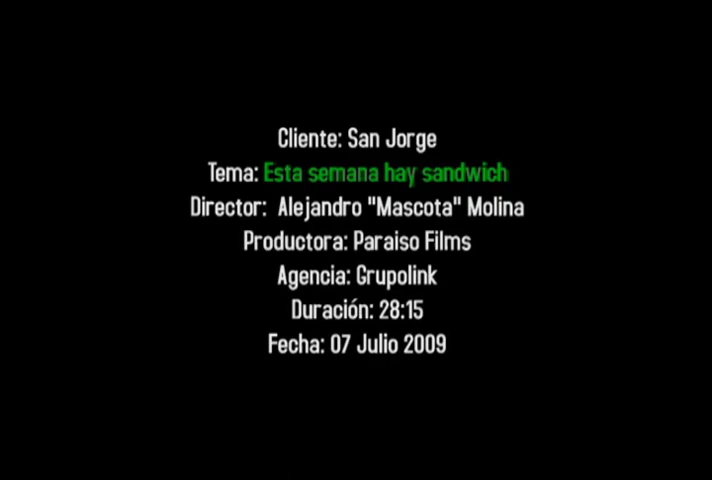 Cliente: San Jorge
Tema: Esta semana hay sandwich
Director: Alejandro "Mascota" Molina
Productora: Paraiso Films
Agencia: Grupolink
Duración: 28:15
Fecha: 07 Julio 2009